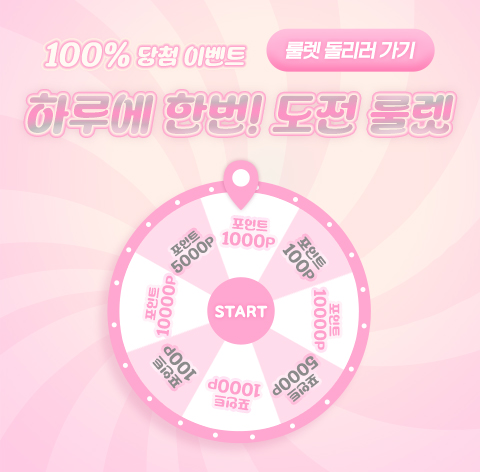 100% 당첨 이벤트
룰렛 돌리러 가기
하루에 한번! 도전 룰렛
포인트
1000P
포인트
100P
포인트
10000P
포인트
5000P
포인트
1000P
포인트
100P
포인트
10000P
포인트
5000P
START